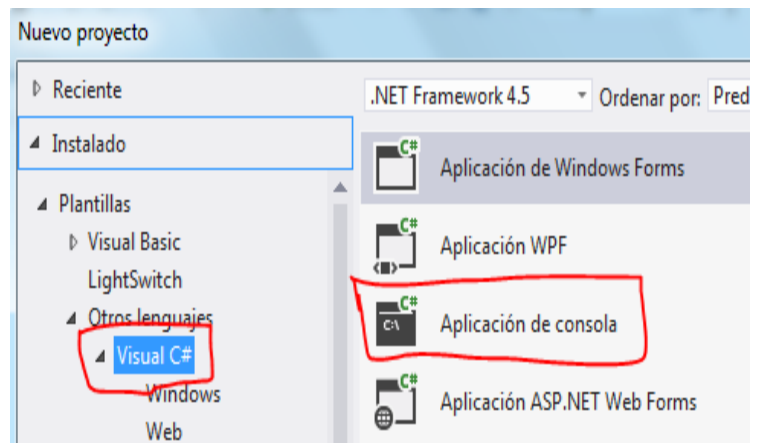 Nuevo proyecto
Reciente
Instalado
Plantillas
Visual Basic
LightSwitch
Otros lenguajes
Visual C#
Windows
Web
.NET Framework 4.5 Ordenar por: Pred
C#
Aplicación de Windows Forms
C#
Aplicación WPF
C#
C:\
Aplicación de consola
C#
Aplicación ASP.NET Web Forms